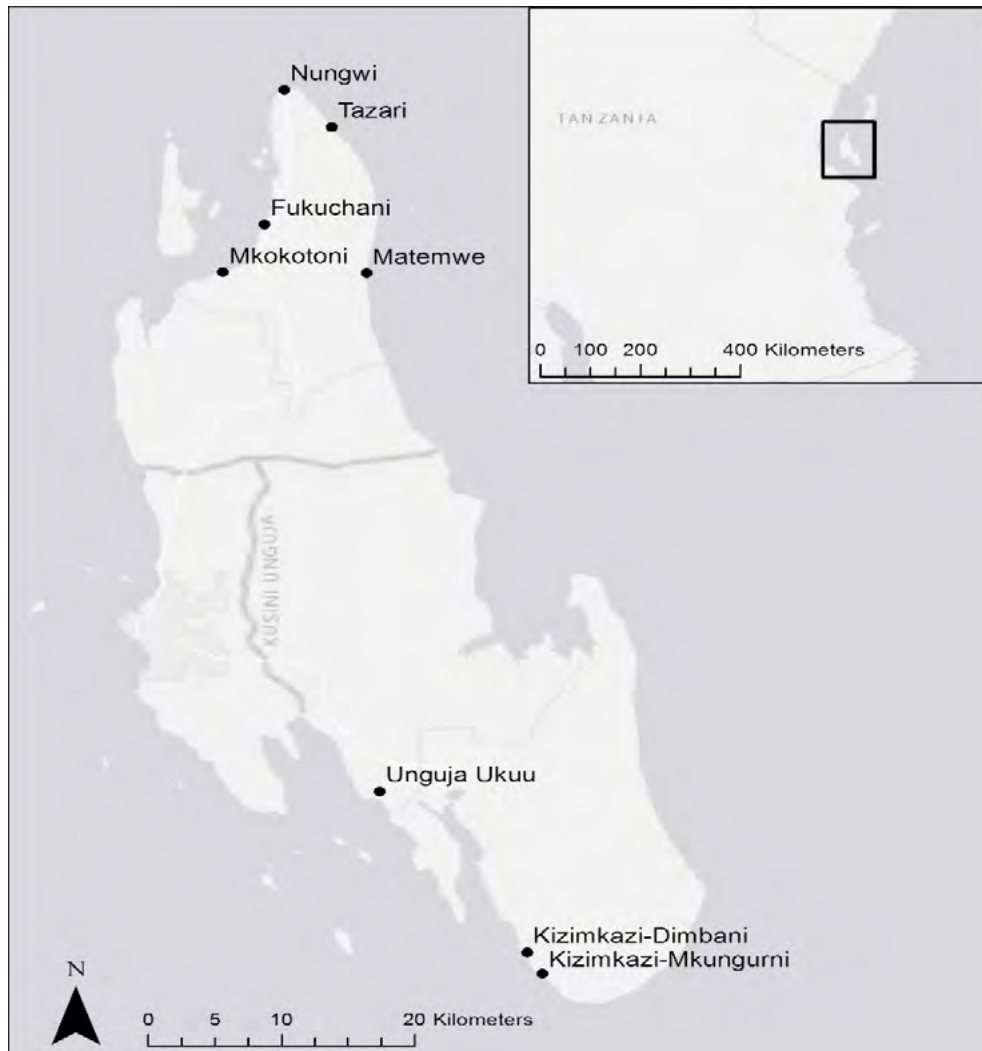 Nungwi
Tazari
Fukuchani
Mkokotoni
Matemwe
TANZANIA
0 100 200 400 Kilometers
KUSINI UNGUJA
Unguja Ukuu
Kizimkazi-Dimbani
Kizimkazi-Mkungurni
N
0 5 10 20 Kilometers